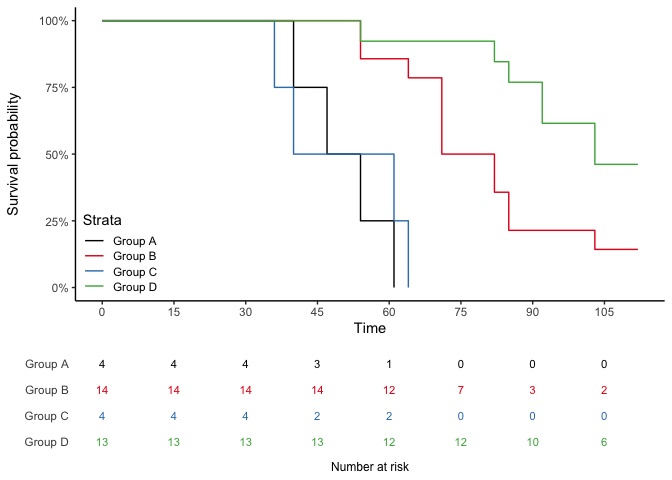 100%
75%
50%
25%
0%
Survival probability
Strata
Group A
Group B
Group C
Group D
0 15 30 45 60 75 90 105
Time
Group A 4 4 4 3 1 0 0 0
Group B 14 14 14 14 12 7 3 2
Group C 4 4 4 2 2 0 0 0
Group D 13 13 13 13 12 12 10 6
Number at risk